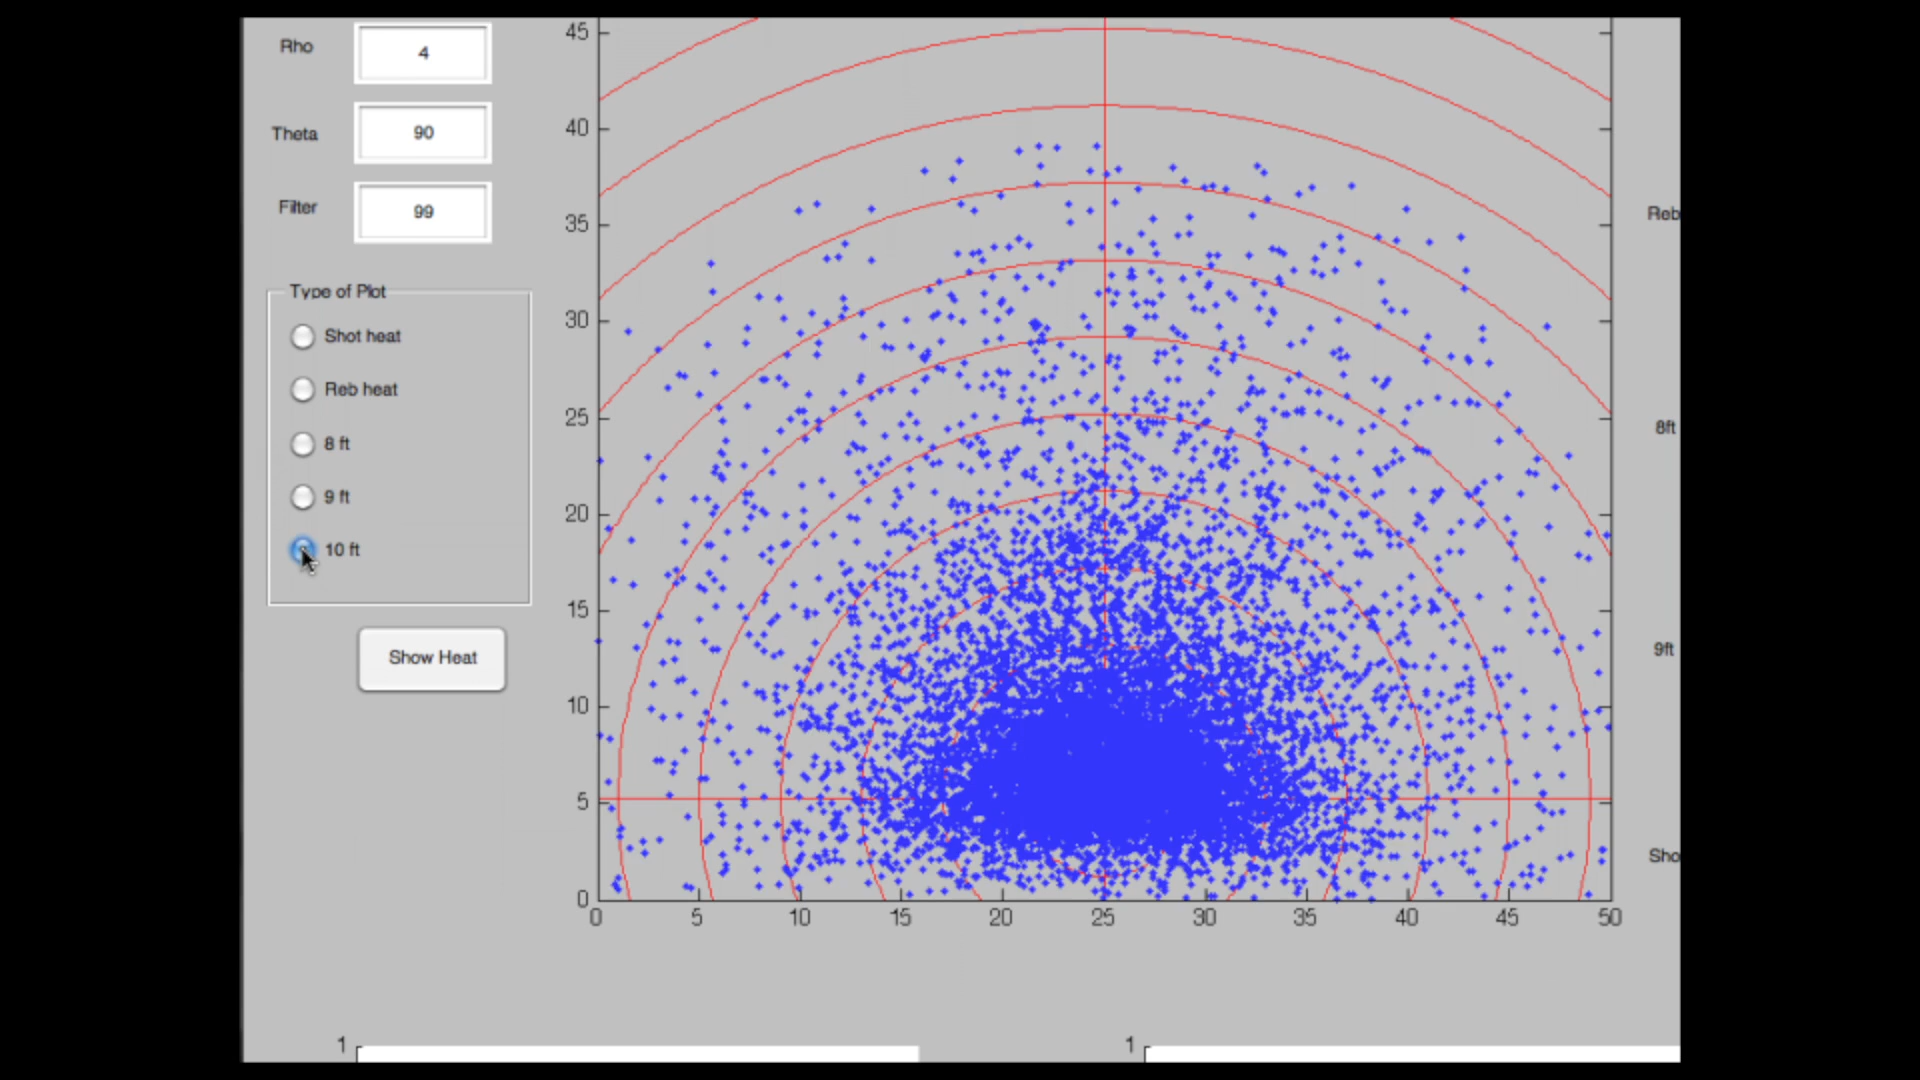 Rho 4
Theta 90
Filter 99
Type of Plot
Shot heat
Reb heat
8 ft
9 ft
10 ft
Show Heat
45
40
35
30
25
20
15
10
5
0
0 5 10 15 20 25 30 35 40 45 50
Reb
8ft
9ft
Sho
1 1